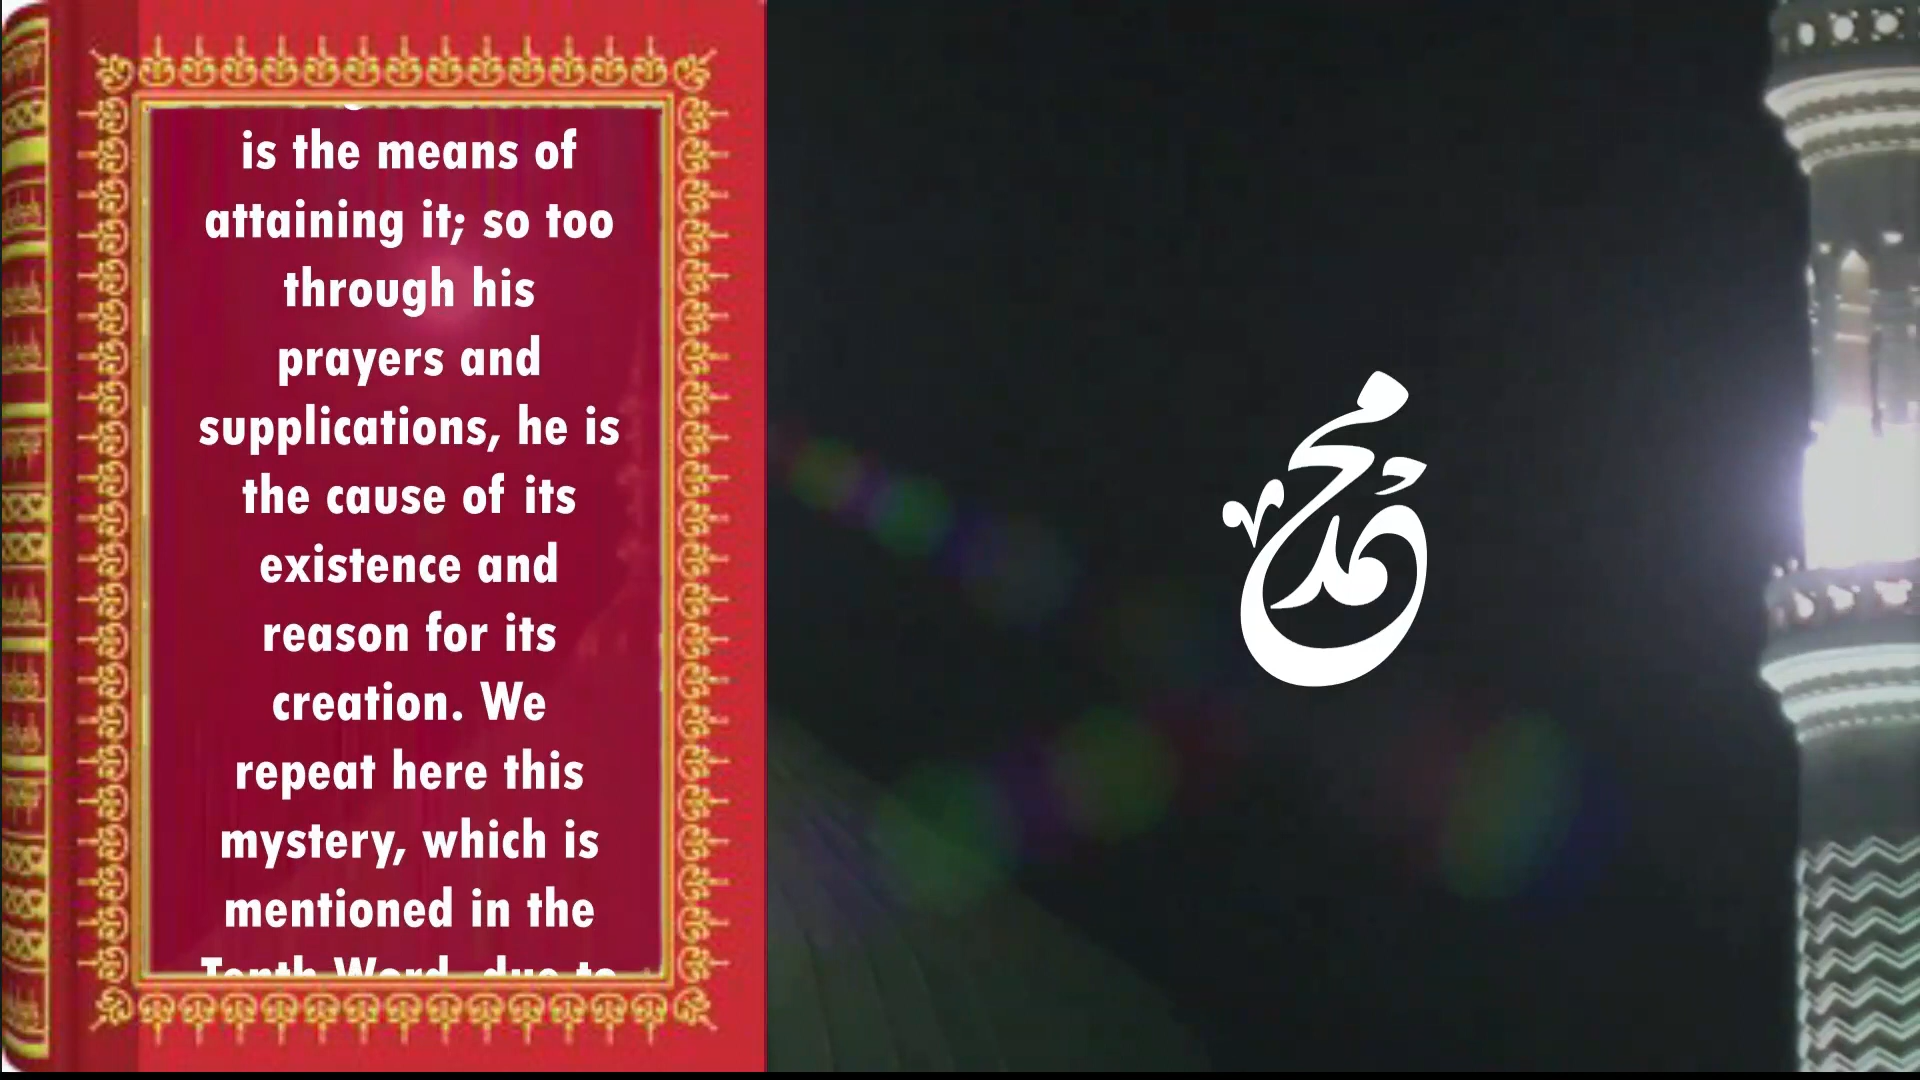 is the means of
attaining it; so too
through his
prayers and
supplications, he is
the cause of its
existence and
reason for its
creation. We
repeat here this
mystery, which is
mentioned in the
Tenth Word, due to
محمد